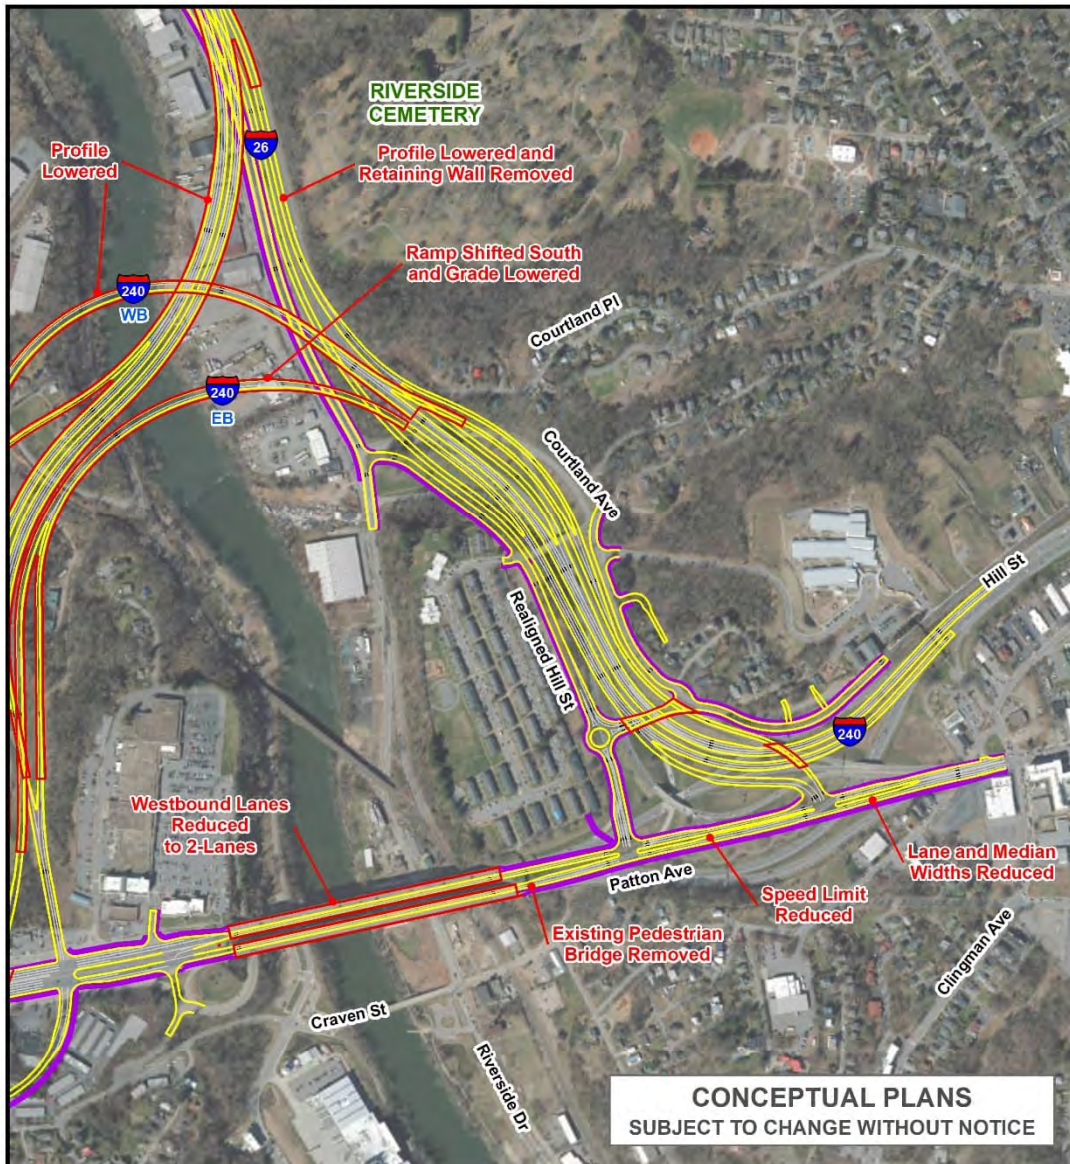 RIVERSIDE
CEMETERY
26
Profile
Lowered
Profile Lowered and
Retaining Wall Removed
Ramp Shifted South
and Grade Lowered
240
WB
Courtland Pl
240
EB
Courtland Ave
Hill St
Realigned Hill St
240
Westbound Lanes
Reduced
to 2-Lanes
Lane and Median
Widths Reduced
Patton Ave
Speed Limit
Reduced
Existing Pedestrian
Bridge Removed
Clingman Ave
Craven St
Riverside Dr
CONCEPTUAL PLANS
SUBJECT TO CHANGE WITHOUT NOTICE